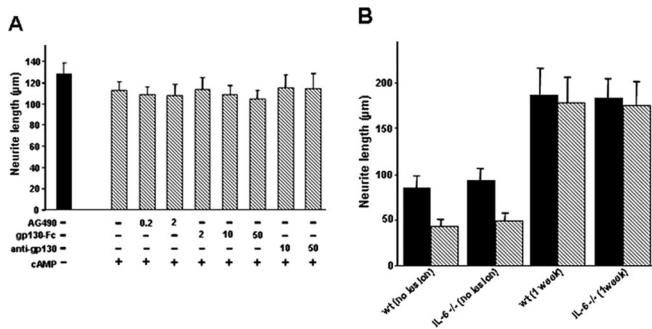 A
Neurite length (µm)
140
120
100
80
60
40
20
0
AG490 – – 0.2 2 – – – – –
gp130-Fc – – – – 2 10 50 – –
anti-gp130 – – – – – – – 10 50
cAMP – + + + + + + + +
B
Neurite length (µm)
200
150
100
50
0
wt (no lesion)
IL-6 -/- (no lesion)
wt (1 week)
IL-6 -/- (1week)